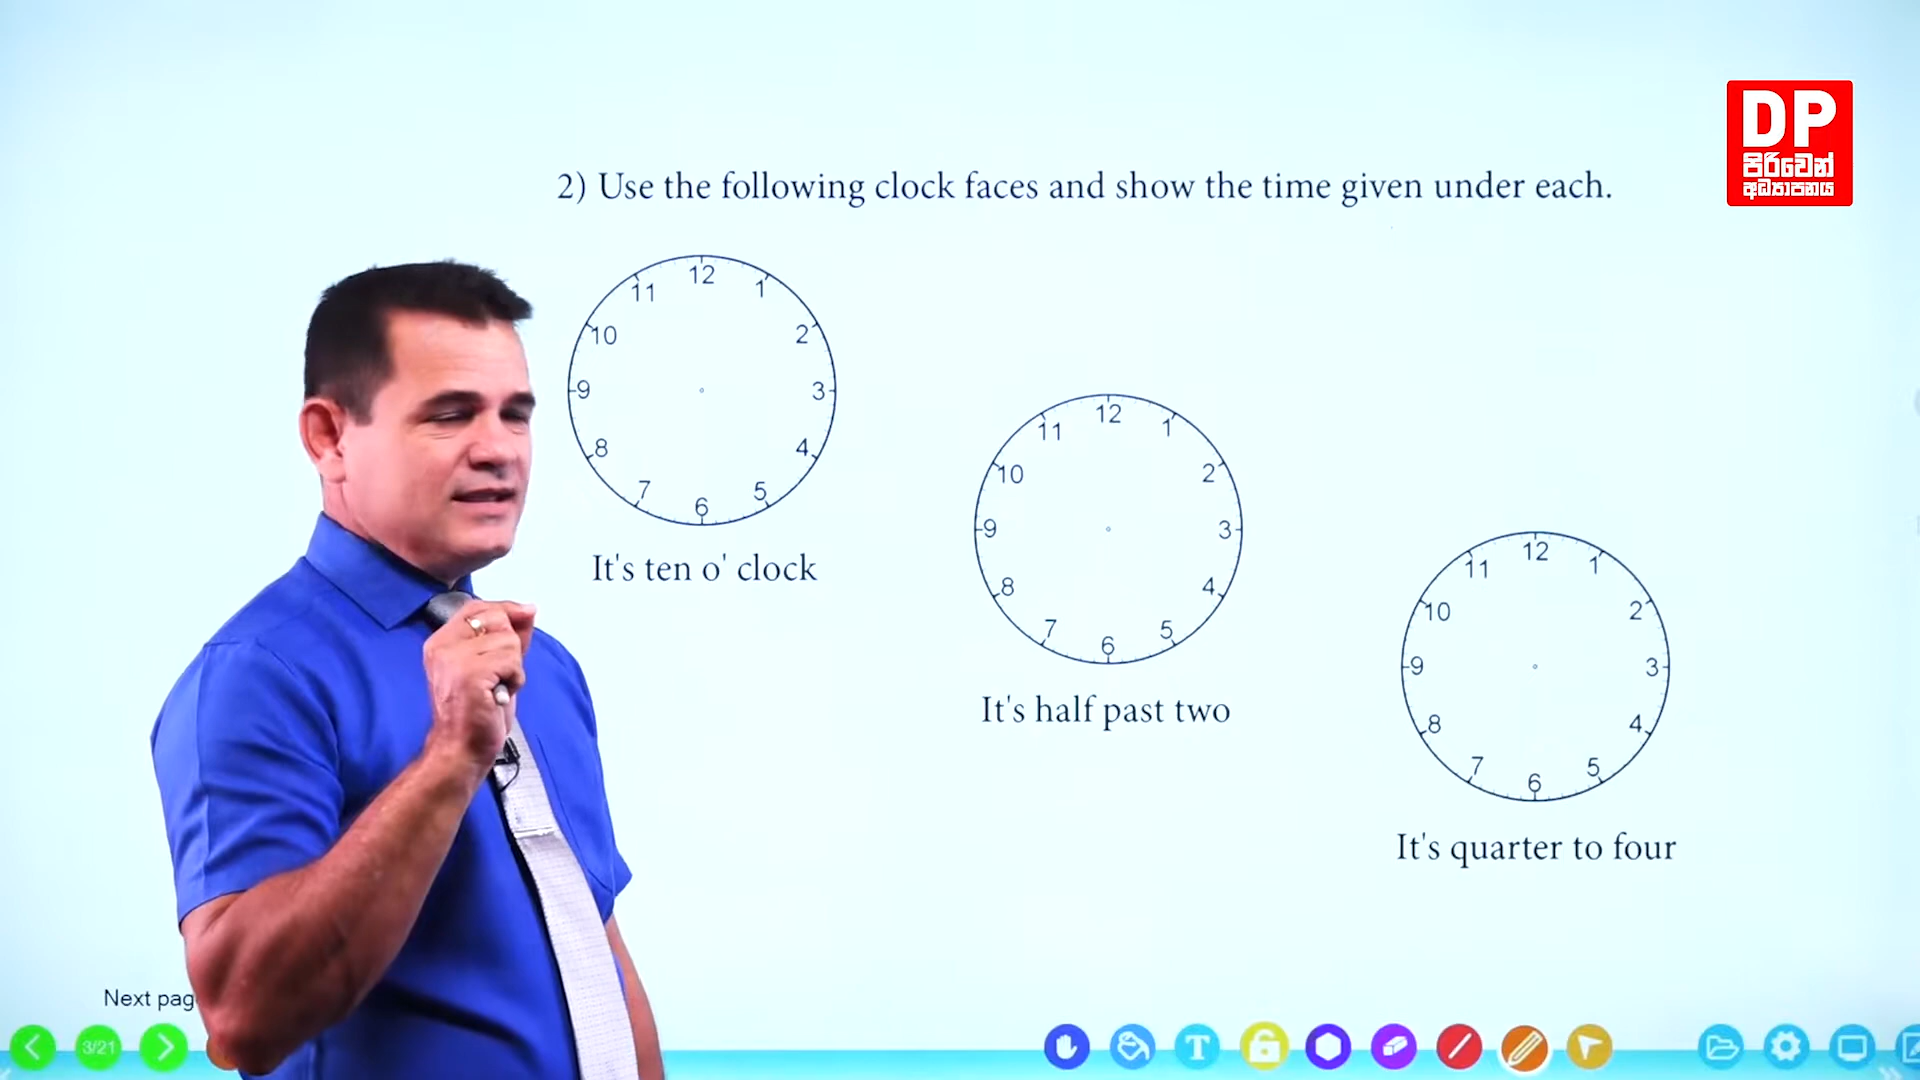 DP
පිරිවෙන්
අධ්‍යාපනය
2) Use the following clock faces and show the time given under each.
12
11 1
10 2
9 3
8 4
7 5
6
It's ten o' clock
12
11 1
10 2
9 3
8 4
7 5
6
It's half past two
12
11 1
10 2
9 3
8 4
7 5
6
It's quarter to four
Next pag
3/21
T